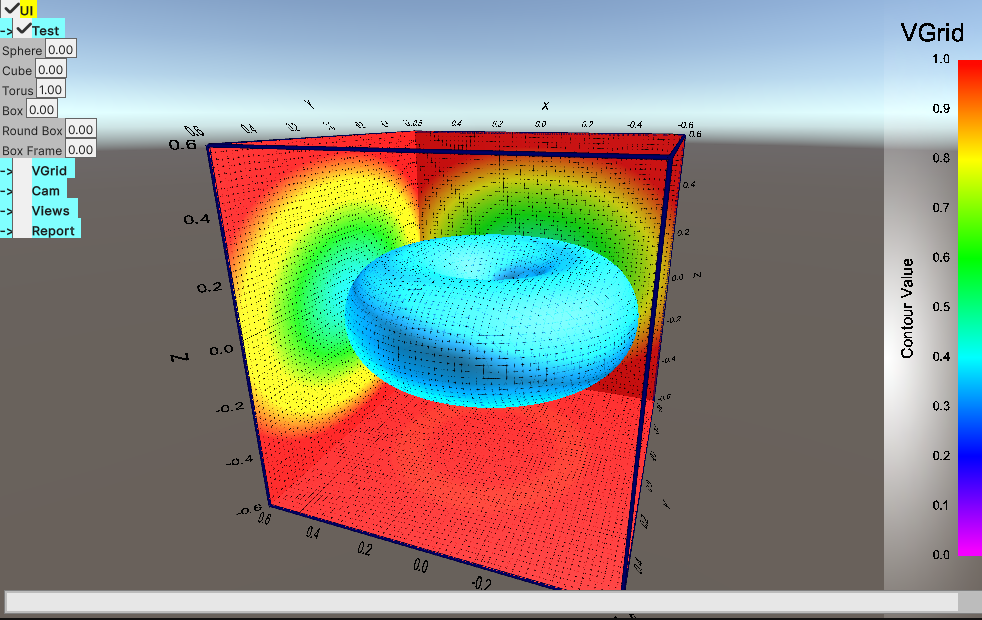 UI
-> Test
Sphere 0.00
Cube 0.00
Torus 1.00
Box 0.00
Round Box 0.00
Box Frame 0.00
-> VGrid
-> Cam
-> Views
-> Report
VGrid
1.0
0.9
0.8
0.7
0.6
0.5
0.4
0.3
0.2
0.1
0.0
Contour Value
Y
X
0.6 0.4 0.2
0.4 0.2 0.0 0.2 -0.4 -0.6
0.6
0.4
0.2
0.0
-0.2
-0.4
-0.6
Z
0.6
0.4
0.2
0.0
-0.2
-0.4
-0.6
Z
0.6 0.4 0.2 0.0 -0.2
Y